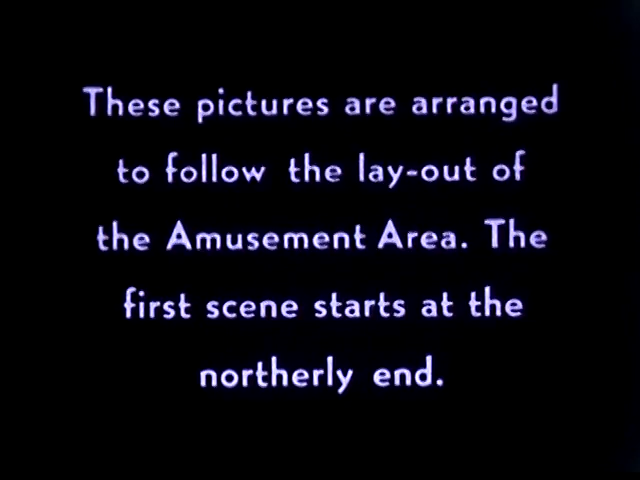 These pictures are arranged
to follow the lay-out of
the Amusement Area. The
first scene starts at the
northerly end.